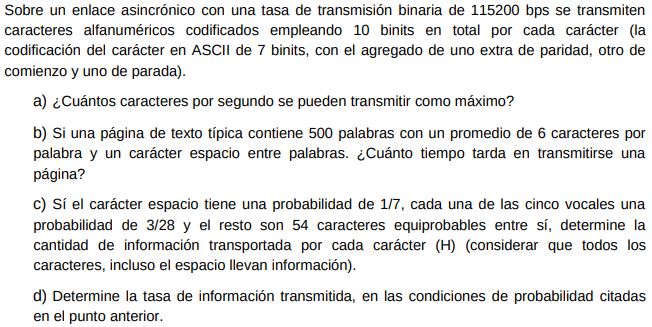 Sobre un enlace asincrónico con una tasa de transmisión binaria de 115200 bps se transmiten
caracteres alfanuméricos codificados empleando 10 binits en total por cada carácter (la
codificación del carácter en ASCII de 7 binits, con el agregado de uno extra de paridad, otro de
comienzo y uno de parada).
a) ¿Cuántos caracteres por segundo se pueden transmitir como máximo?
b) Si una página de texto típica contiene 500 palabras con un promedio de 6 caracteres por
palabra y un carácter espacio entre palabras. ¿Cuánto tiempo tarda en transmitirse una
página?
c) Sí el carácter espacio tiene una probabilidad de 1/7, cada una de las cinco vocales una
probabilidad de 3/28 y el resto son 54 caracteres equiprobables entre sí, determine la
cantidad de información transportada por cada carácter (H) (considerar que todos los
caracteres, incluso el espacio llevan información).
d) Determine la tasa de información transmitida, en las condiciones de probabilidad citadas
en el punto anterior.